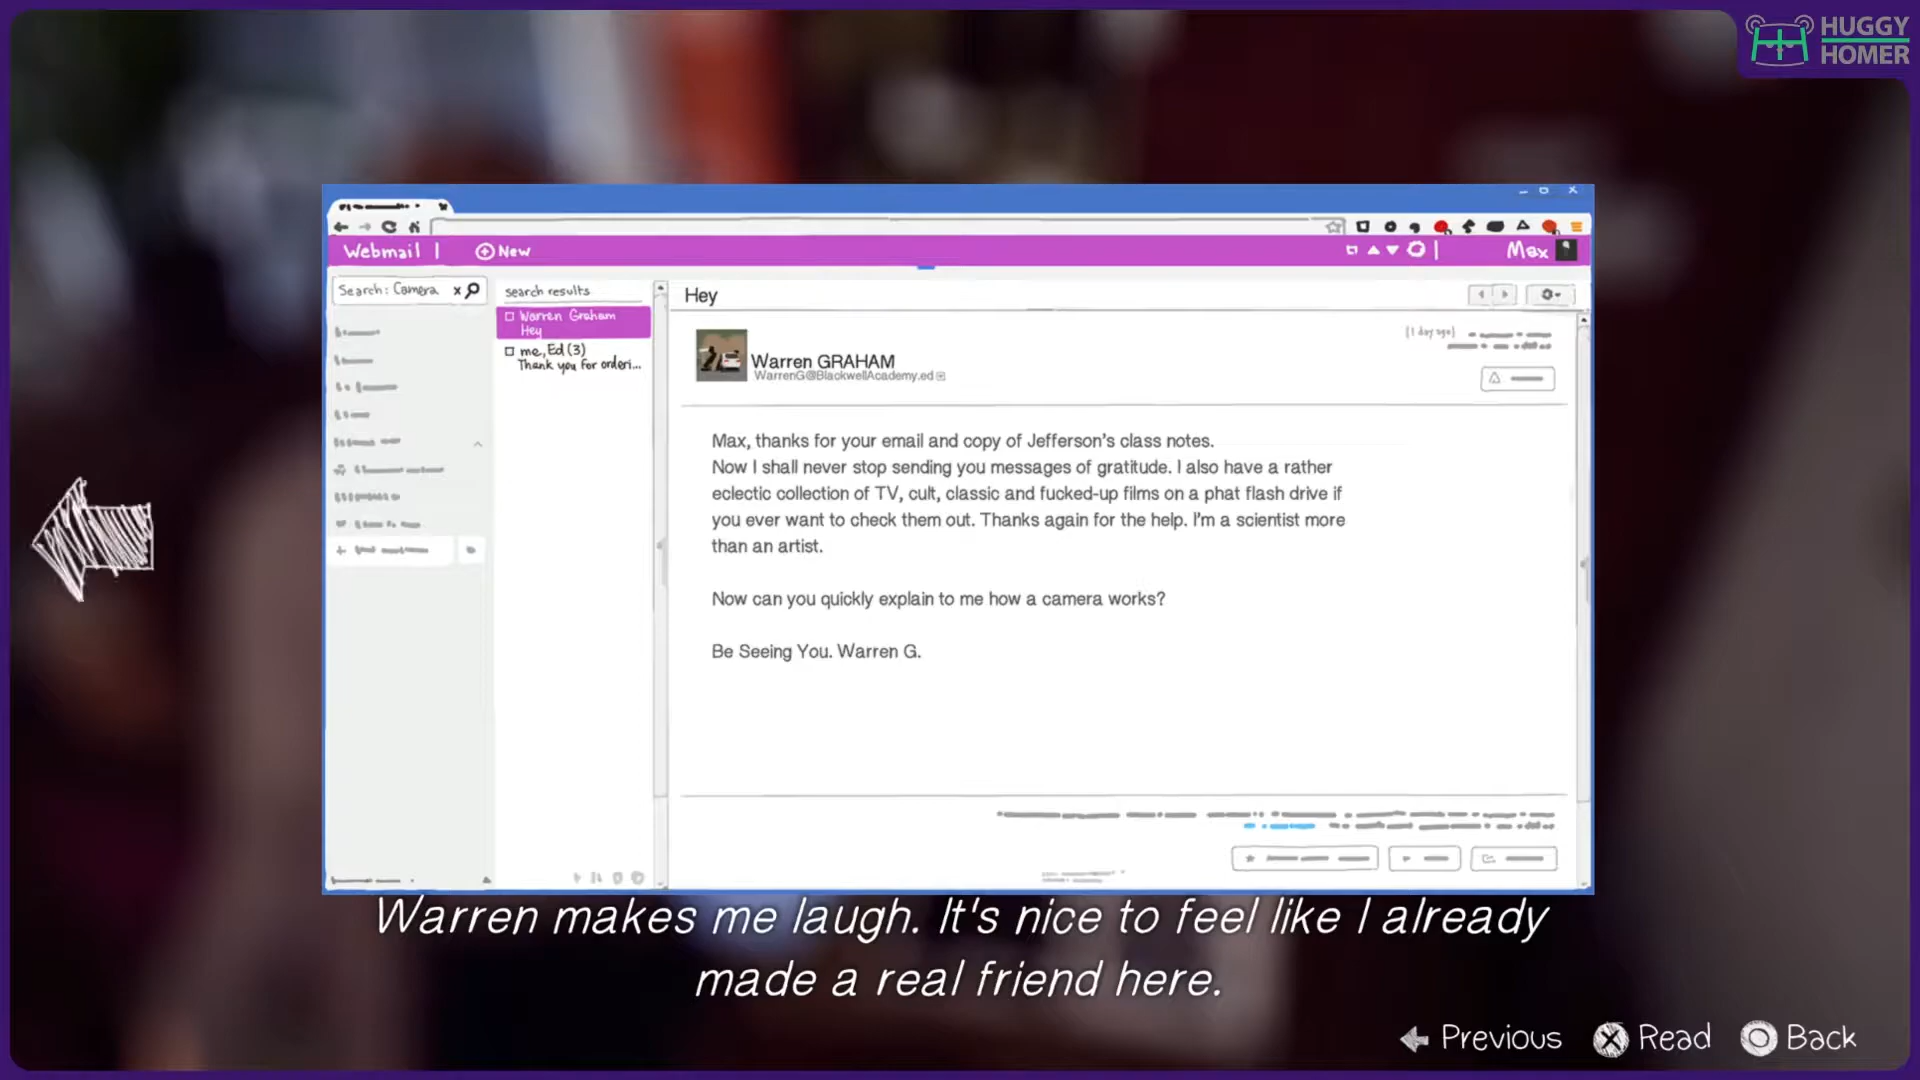 HUGGY
HOMER
Webmail
New
Max
Search: Camera x
search results
Hey
Warren Graham
Hey
[1 day ago]
me, Ed (3)
Thank you for orderi...
Warren GRAHAM
WarrenG@BlackwellAcademy.ed
Max, thanks for your email and copy of Jefferson's class notes.
Now I shall never stop sending you messages of gratitude. I also have a rather
eclectic collection of TV, cult, classic and fucked-up films on a phat flash drive if
you ever want to check them out. Thanks again for the help. I'm a scientist more
than an artist.
Now can you quickly explain to me how a camera works?
Be Seeing You. Warren G.
Warren makes me laugh. It's nice to feel like I already
made a real friend here.
Previous
Read
Back